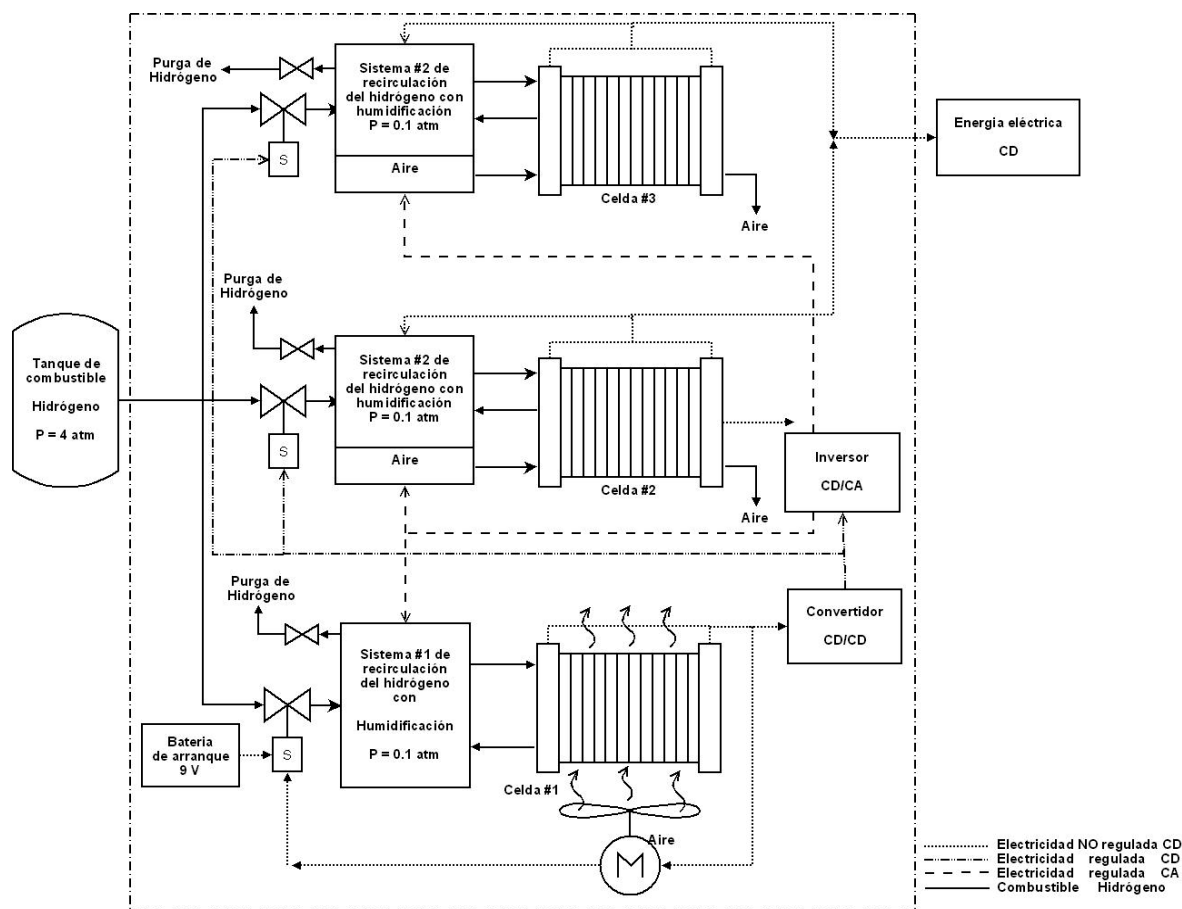 Purga de
Hidrógeno
Sistema #2 de
recirculación
del hidrógeno con
humidificación
P = 0.1 atm
Aire
S
Celda #3
Aire
Energia eléctrica
CD
Purga de
Hidrógeno
Tanque de
combustible
Hidrógeno
P = 4 atm
Sistema #2 de
recirculación
del hidrógeno con
humidificación
P = 0.1 atm
Aire
S
Celda #2
Aire
Inversor
CD/CA
Purga de
Hidrógeno
Sistema #1 de
recirculación
del hidrógeno
con
Humidificación
P = 0.1 atm
Convertidor
CD/CD
Bateria
de arranque
9 V
S
Celda #1
Aire
M
Electricidad NO regulada CD
Electricidad regulada CD
Electricidad regulada CA
Combustible Hidrógeno